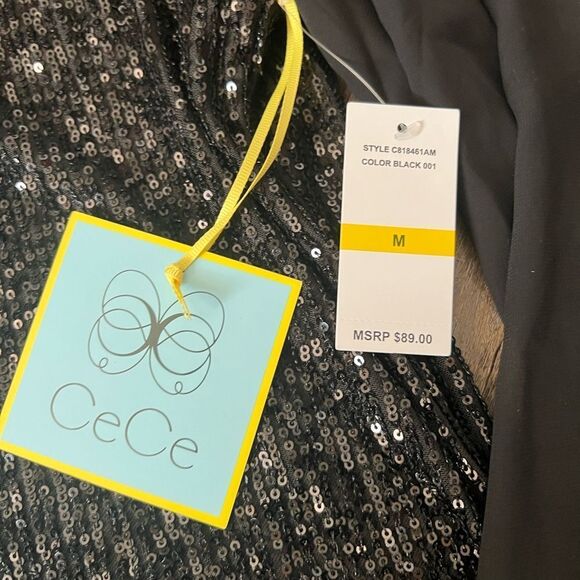 STYLE C818461AM
COLOR BLACK 001
M
MSRP $89.00
CeCe